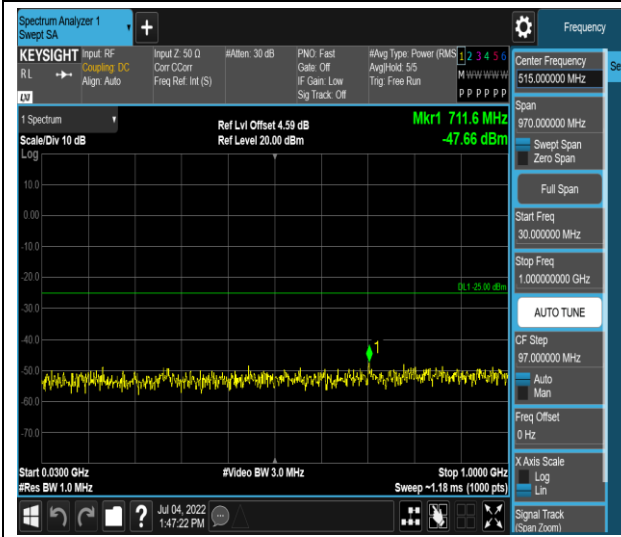 Spectrum Analyzer 1
Swept SA
+
Frequency
KEYSIGHT
RL
LXI
Input: RF
Coupling: DC
Align: Auto
Input Z: 50 Ω
Corr CCorr
Freq Ref: Int (S)
#Atten: 30 dB
PNO: Fast
Gate: Off
IF Gain: Low
Sig Track: Off
#Avg Type: Power (RMS
Avg|Hold: 5/5
Trig: Free Run
1 2 3 4 5 6
M W W W W W
P P P P P P
1 Spectrum
Scale/Div 10 dB
Log
Ref Lvl Offset 4.59 dB
Ref Level 20.00 dBm
Mkr1 711.6 MHz
-47.66 dBm
10.0
0.00
-10.0
-20.0
DL1 -25.00 dBm
-30.0
-40.0
1
-50.0
-60.0
-70.0
Start 0.0300 GHz
#Res BW 1.0 MHz
#Video BW 3.0 MHz
Stop 1.0000 GHz
Sweep ~1.18 ms (1000 pts)
Center Frequency
515.000000 MHz
Span
970.000000 MHz
Swept Span
Zero Span
Full Span
Start Freq
30.000000 MHz
Stop Freq
1.000000000 GHz
AUTO TUNE
CF Step
97.000000 MHz
Auto
Man
Freq Offset
0 Hz
X Axis Scale
Log
Lin
Signal Track
(Span Zoom)
Se
?
Jul 04, 2022
1:47:22 PM